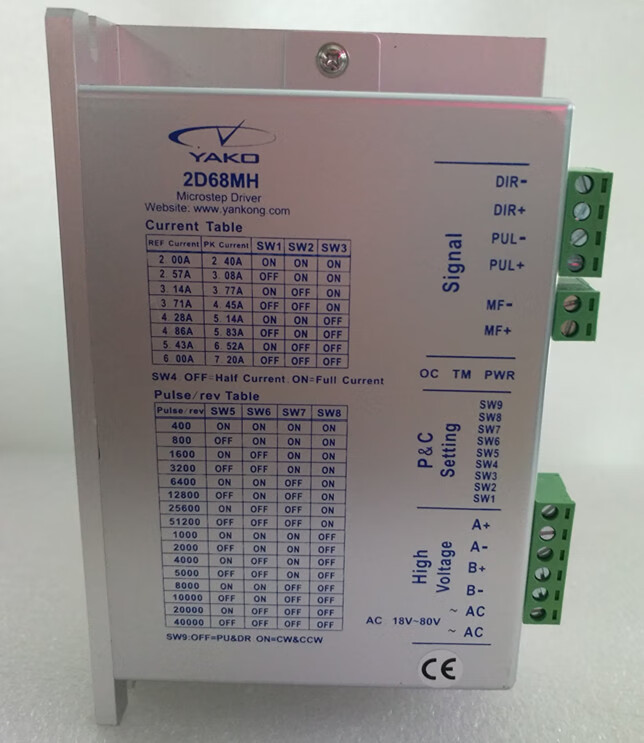 YAKO
2D68MH
Microstep Driver
Website: www.yankong.com
Current Table
REF Current PK Current SW1 SW2 SW3
2.00A 2.40A ON ON ON
2.57A 3.08A OFF ON ON
3.14A 3.77A ON OFF ON
3.71A 4.45A OFF OFF ON
4.28A 5.14A ON ON OFF
4.86A 5.83A OFF ON OFF
5.43A 6.52A ON OFF OFF
6.00A 7.20A OFF OFF OFF
SW4.OFF=Half Current ON=Full Current
Pulse/rev Table
Pulse/rev SW5 SW6 SW7 SW8
400 ON ON ON ON
800 OFF ON ON ON
1600 ON OFF ON ON
3200 OFF OFF ON ON
6400 ON ON OFF ON
12800 OFF ON OFF ON
25600 ON OFF OFF ON
51200 OFF OFF OFF ON
1000 ON ON ON OFF
2000 OFF ON ON OFF
4000 ON OFF ON OFF
5000 OFF OFF ON OFF
8000 ON ON OFF OFF
10000 OFF ON OFF OFF
20000 ON OFF OFF OFF
40000 OFF OFF OFF OFF
SW9:OFF=PU&DR ON=CW&CCW
Signal
DIR-
DIR+
PUL-
PUL+
MF-
MF+
OC TM PWR
P&C
Setting
SW9
SW8
SW7
SW6
SW5
SW4
SW3
SW2
SW1
High
Voltage
A+
A-
B+
B-
~ AC
AC 18V~80V
~ AC
CE